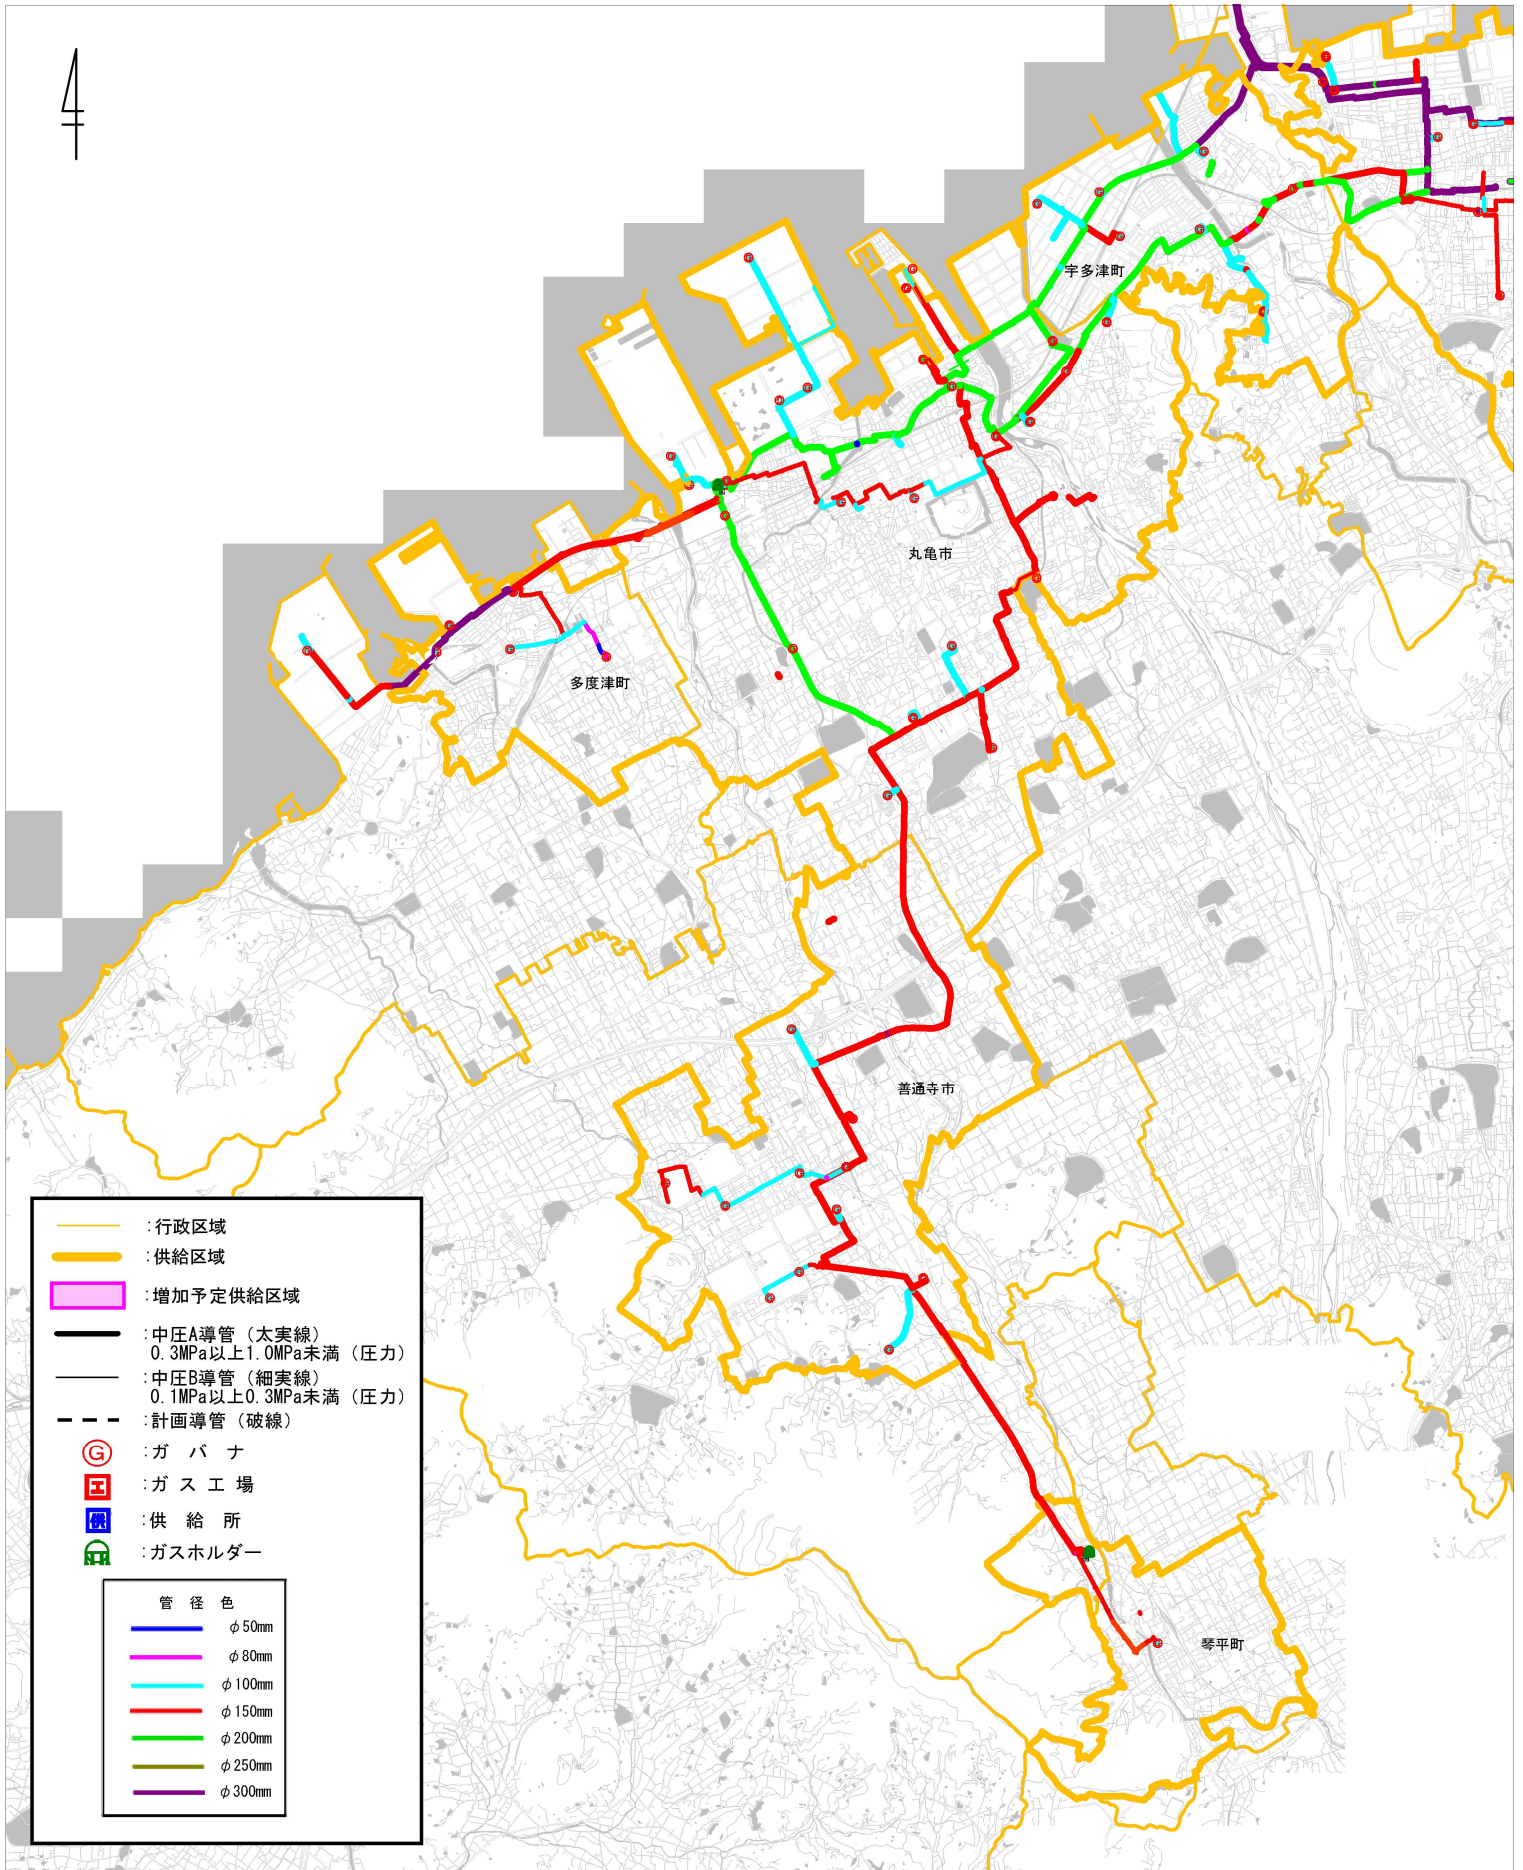 宇多津町
丸亀市
多度津町
善通寺市
琴平町
:行政区域
:供給区域
:増加予定供給区域
:中圧A導管（太実線）
0.3MPa以上1.0MPa未満（圧力）
:中圧B導管（細実線）
0.1MPa以上0.3MPa未満（圧力）
:計画導管（破線）
G :ガバナ
工 :ガス工場
供 :供給所
:ガスホルダー
管径色
φ50mm
φ80mm
φ100mm
φ150mm
φ200mm
φ250mm
φ300mm